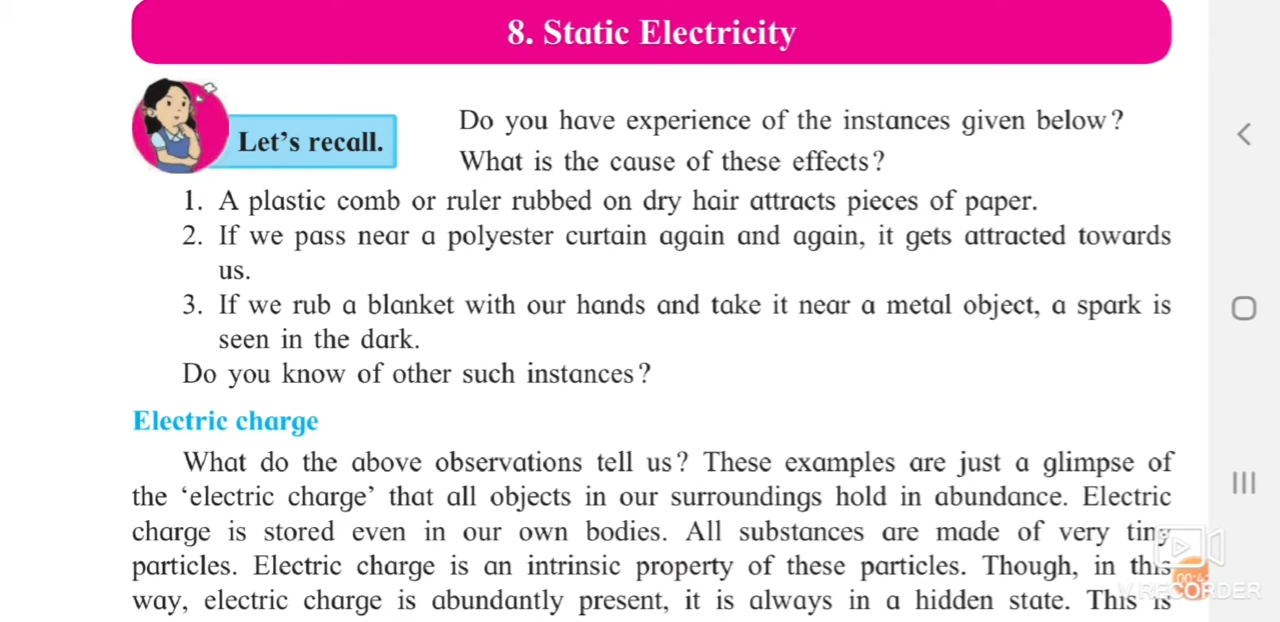 8. Static Electricity
Let's recall.
Do you have experience of the instances given below?
What is the cause of these effects?
1. A plastic comb or ruler rubbed on dry hair attracts pieces of paper.
2. If we pass near a polyester curtain again and again, it gets attracted towards
us.
3. If we rub a blanket with our hands and take it near a metal object, a spark is
seen in the dark.
Do you know of other such instances?
Electric charge
What do the above observations tell us? These examples are just a glimpse of
the ‘electric charge’ that all objects in our surroundings hold in abundance. Electric
charge is stored even in our own bodies. All substances are made of very tiny
particles. Electric charge is an intrinsic property of these particles. Though, in this
way, electric charge is abundantly present, it is always in a hidden state. This is
V.RECORDER